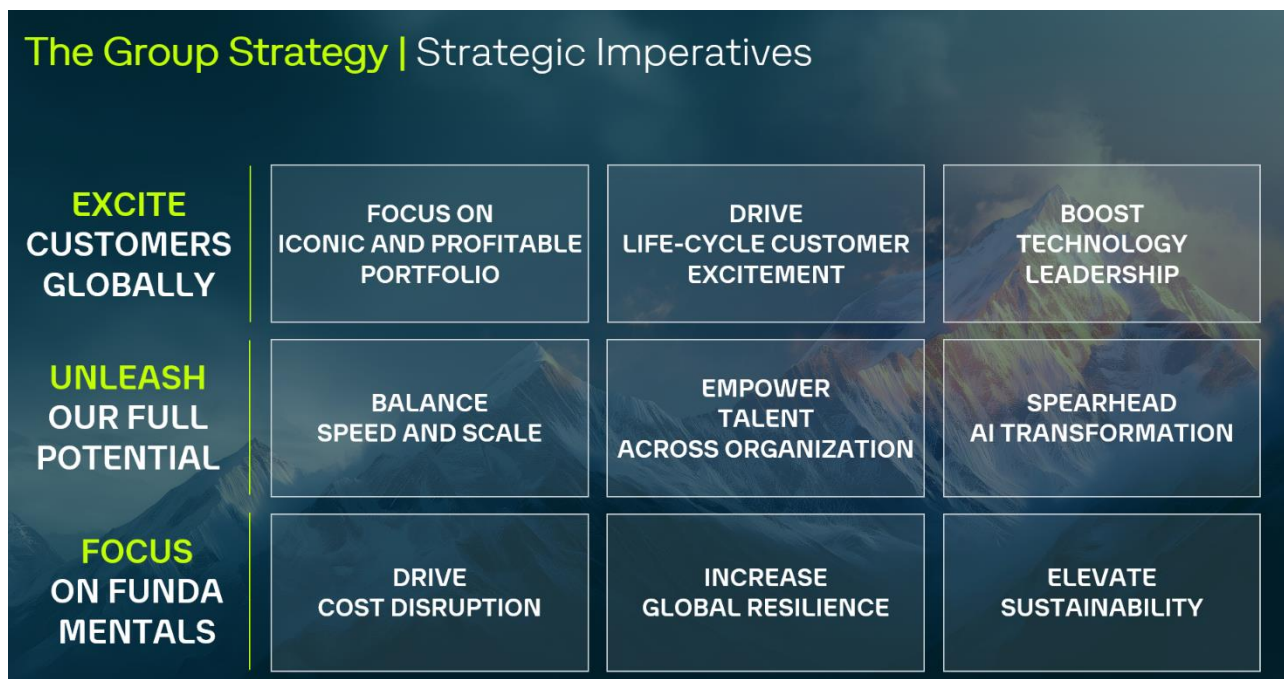 The Group Strategy | Strategic Imperatives
EXCITE
CUSTOMERS
GLOBALLY
FOCUS ON
ICONIC AND PROFITABLE
PORTFOLIO
DRIVE
LIFE-CYCLE CUSTOMER
EXCITEMENT
BOOST
TECHNOLOGY
LEADERSHIP
UNLEASH
OUR FULL
POTENTIAL
BALANCE
SPEED AND SCALE
EMPOWER
TALENT
ACROSS ORGANIZATION
SPEARHEAD
AI TRANSFORMATION
FOCUS
ON FUNDA
MENTALS
DRIVE
COST DISRUPTION
INCREASE
GLOBAL RESILIENCE
ELEVATE
SUSTAINABILITY